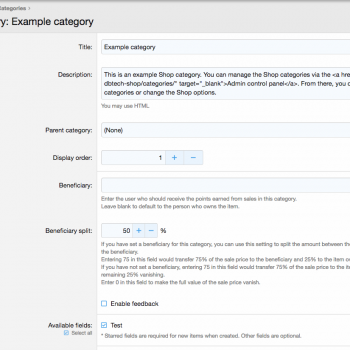 Categories ›
ry: Example category
Title: Example category
Description: This is an example Shop category. You can manage the Shop categories via the <a hre
dbtech-shop/categories/" target="_blank">Admin control panel</a>. From there, you c
categories or change the Shop options.
You may use HTML.
Parent category: (None)
Display order: 1 + −
Beneficiary:
Enter the user who should receive the points earned from sales in this category.
Leave blank to default to the person who owns the item.
Beneficiary split: 50 + − %
If you have set a beneficiary for this category, you can use this setting to split the amount between the
the beneficiary.
Entering 75 in this field would transfer 75% of the sale price to the beneficiary and 25% to the item o
If you have not set a beneficiary, entering 75 in this field would transfer 75% of the sale price to the ite
remaining 25% vanishing.
Enter 0 in this field to make the full value of the sale price vanish.
Enable feedback
Available fields: Test
Select all
* Starred fields are required for new items when created. Other fields are optional.